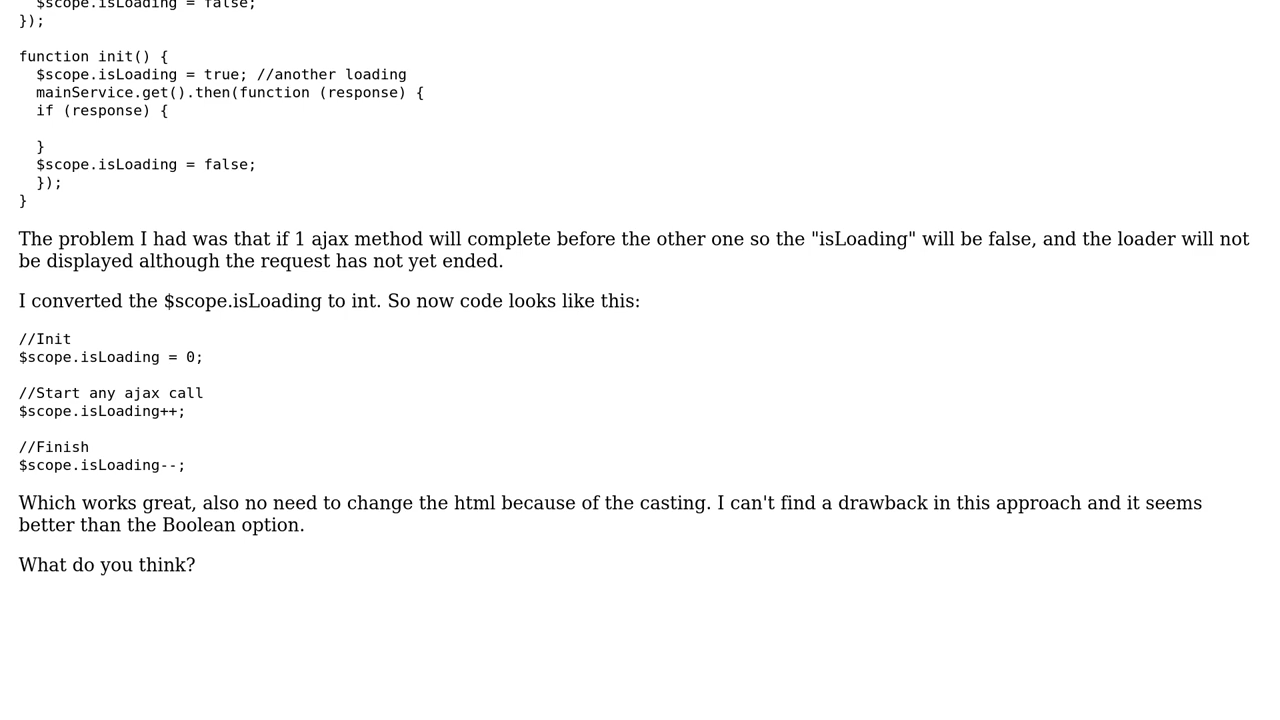 $scope.isLoading = false;
});
function init() {
$scope.isLoading = true; //another loading
mainService.get().then(function (response) {
if (response) {
}
$scope.isLoading = false;
});
}
The problem I had was that if 1 ajax method will complete before the other one so the "isLoading" will be false, and the loader will not
be displayed although the request has not yet ended.
I converted the $scope.isLoading to int. So now code looks like this:
//Init
$scope.isLoading = 0;
//Start any ajax call
$scope.isLoading++;
//Finish
$scope.isLoading--;
Which works great, also no need to change the html because of the casting. I can't find a drawback in this approach and it seems
better than the Boolean option.
What do you think?